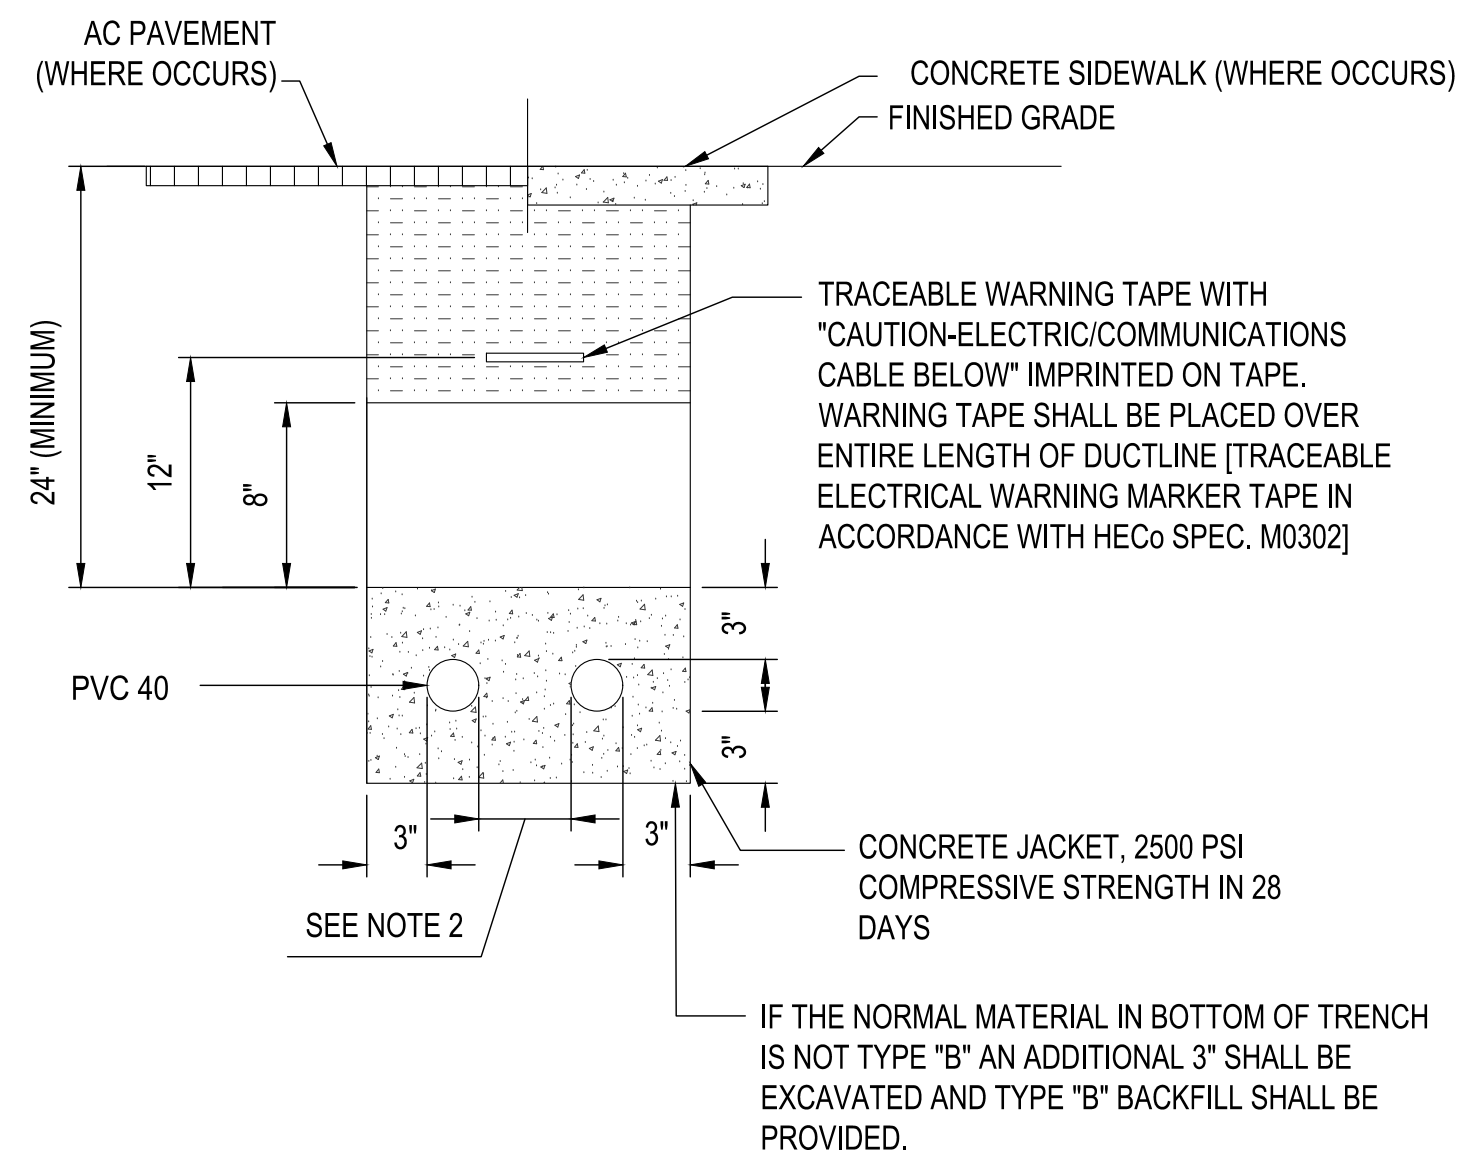 AC PAVEMENT
(WHERE OCCURS)
CONCRETE SIDEWALK (WHERE OCCURS)
FINISHED GRADE
TRACEABLE WARNING TAPE WITH
"CAUTION-ELECTRIC/COMMUNICATIONS
CABLE BELOW" IMPRINTED ON TAPE.
WARNING TAPE SHALL BE PLACED OVER
ENTIRE LENGTH OF DUCTLINE [TRACEABLE
ELECTRICAL WARNING MARKER TAPE IN
ACCORDANCE WITH HECo SPEC. M0302]
24" (MINIMUM)
12"
8"
3"
PVC 40
3"
3"
3"
SEE NOTE 2
CONCRETE JACKET, 2500 PSI
COMPRESSIVE STRENGTH IN 28
DAYS
IF THE NORMAL MATERIAL IN BOTTOM OF TRENCH
IS NOT TYPE "B" AN ADDITIONAL 3" SHALL BE
EXCAVATED AND TYPE "B" BACKFILL SHALL BE
PROVIDED.